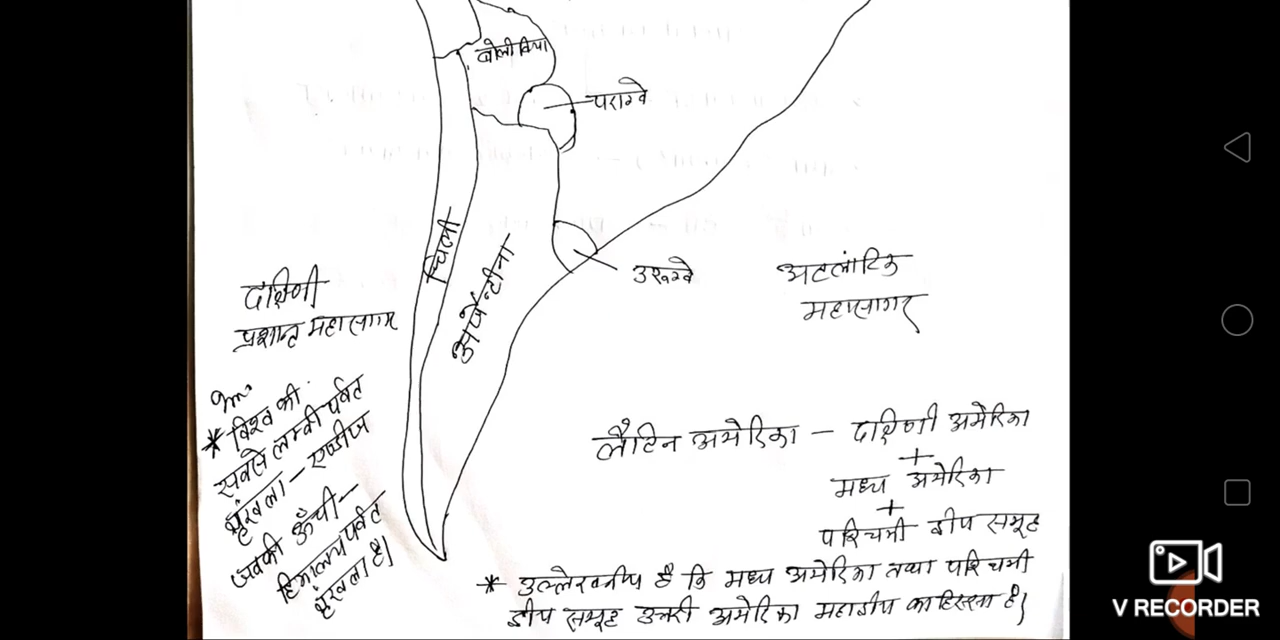 बोलीविया
पराग्वे
चिली
अर्जेन्टीना
उरूग्वे
अटलांटिक
महासागर
दक्षिणी
प्रशान्त महासागर
* विश्व की
सबसे लम्बी पर्वत
श्रृंखला – एण्डीज
जबकी ऊँची –
हिमालय पर्वत
श्रृंखला है।
लैटिन अमेरिका – दक्षिणी अमेरिका
+
मध्य अमेरिका
+
पश्चिमी द्वीप समूह
* उल्लेखनीय है कि मध्य अमेरिका तथा पश्चिमी
द्वीप समूह उत्तरी अमेरिका महाद्वीप का हिस्सा है।
V RECORDER